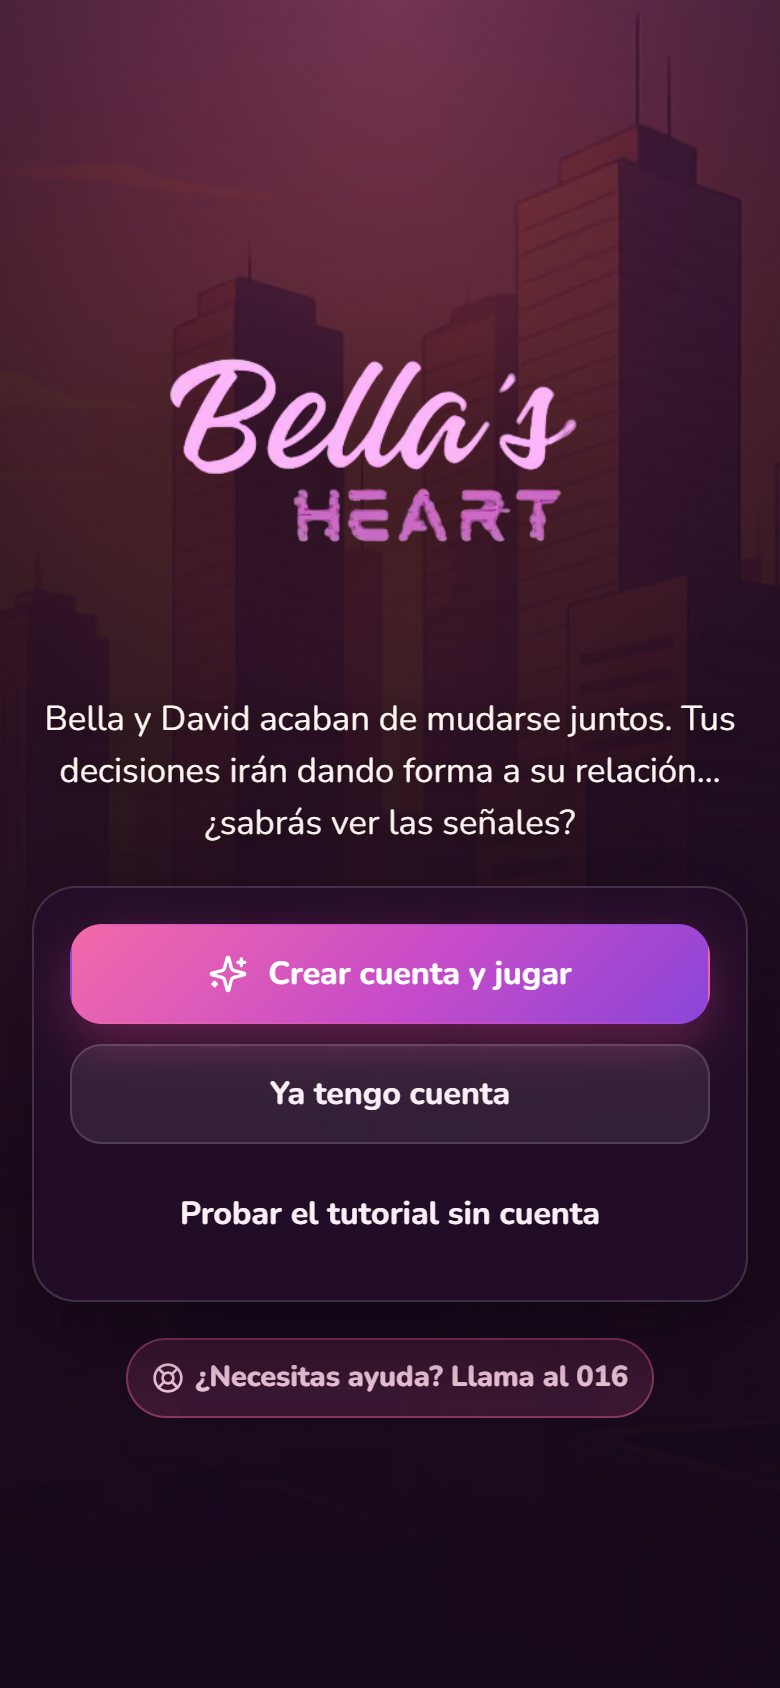 Bella's
HEART
Bella y David acaban de mudarse juntos. Tus
decisiones irán dando forma a su relación...
¿sabrás ver las señales?
Crear cuenta y jugar
Ya tengo cuenta
Probar el tutorial sin cuenta
¿Necesitas ayuda? Llama al 016